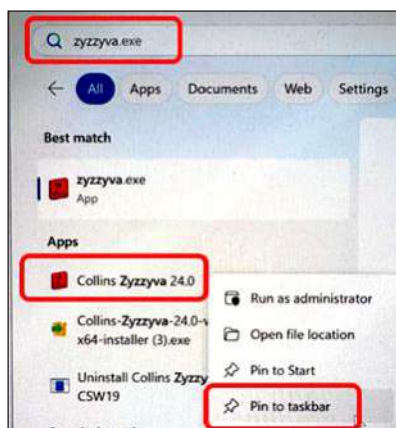 zyzzyva.exe
All Apps Documents Web Settings
Best match
zyzzyva.exe
App
Apps
Collins Zyzzyva 24.0
Run as administrator
Collins-Zyzzyva-24.0-
x64-installer (3).exe
Open file location
Uninstall Collins Zyzzy
CSW19
Pin to Start
Pin to taskbar